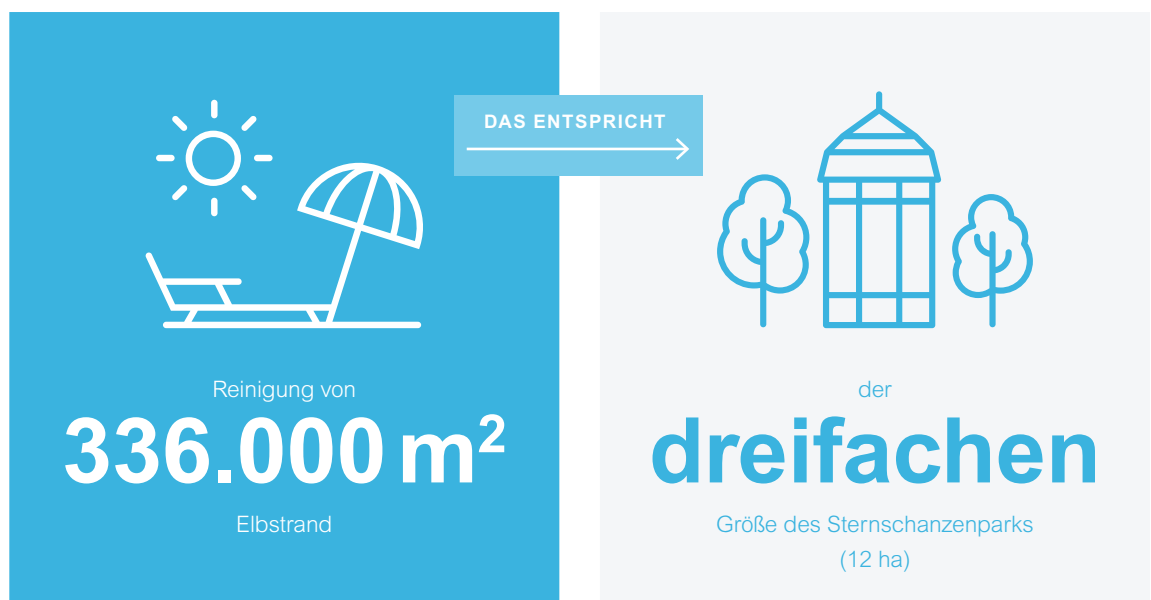 DAS ENTSPRICHT
Reinigung von
336.000 m²
Elbstrand
der
dreifachen
Größe des Sternschanzenparks
(12 ha)